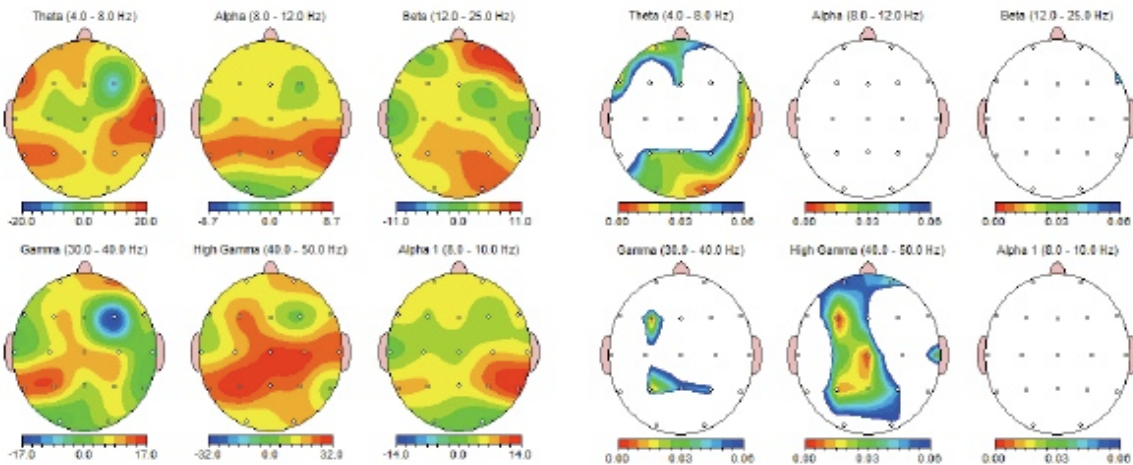 Theta (4.0 - 8.0 Hz) Alpha (8.0 - 12.0 Hz) Beta (12.0 - 25.0 Hz) Theta (4.0 - 8.0 Hz) Alpha (8.0 - 12.0 Hz) Beta (12.0 - 25.0 Hz)
-20.0 0.0 20.0 -8.7 0.0 8.7 -11.0 0.0 11.0 0.00 0.03 0.06 0.00 0.03 0.06 0.00 0.03 0.06
Gamma (30.0 - 40.0 Hz) High Gamma (40.0 - 50.0 Hz) Alpha 1 (8.0 - 10.0 Hz) Gamma (30.0 - 40.0 Hz) High Gamma (40.0 - 50.0 Hz) Alpha 1 (8.0 - 10.0 Hz)
-17.0 0.0 17.0 -32.0 0.0 32.0 -14.0 0.0 14.0 0.00 0.03 0.06 0.00 0.03 0.06 0.00 0.03 0.06